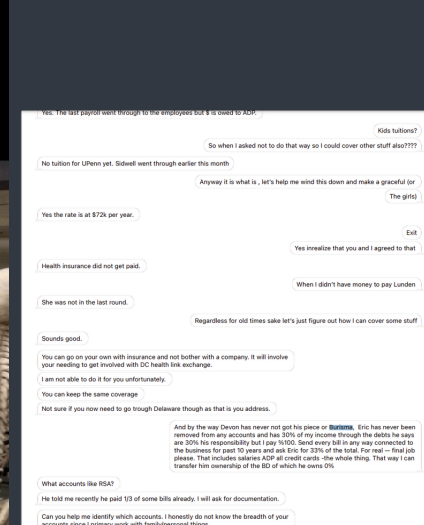 Yes. The last payroll went through to the employees but $ is owed to ADP.
Kids tuitions?
So when I asked not to do that way so I could cover other stuff also????
No tuition for UPenn yet. Sidwell went through earlier this month
Anyway it is what is , let's help me wind this down and make a graceful (or
The girls)
Yes the rate is at $72k per year.
Exit
Yes inrealize that you and I agreed to that
Health insurance did not get paid.
When I didn't have money to pay Lunden
She was not in the last round.
Regardless for old times sake let's just figure out how I can cover some stuff
Sounds good.
You can go on your own with insurance and not bother with a company. It will involve
your needing to get involved with DC health link exchange.
I am not able to do it for you unfortunately.
You can keep the same coverage
Not sure if you now need to go trough Delaware though as that is you address.
And by the way Devon has never not got his piece or Burisma, Eric has never been
removed from any accounts and has 30% of my income through the debts he says
are 30% his responsibility but I pay %100. Send every bill in any way connected to
the business for past 10 years and ask Eric for 33% of the total. For real — final job
please. That includes salaries ADP all credit cards -the whole thing. That way I can
transfer him ownership of the BD of which he owns 0%
What accounts like RSA?
He told me recently he paid 1/3 of some bills already. I will ask for documentation.
Can you help me identify which accounts. I honestly do not know the breadth of your
accounts since I primary work with family/personal things